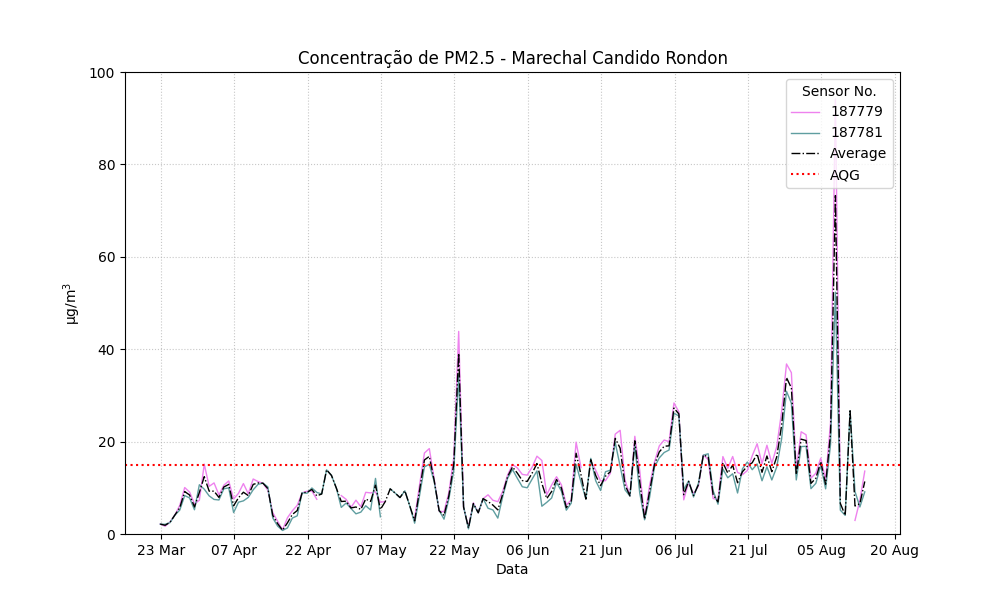 Concentração de PM2.5 - Marechal Candido Rondon
100
80
60
40
20
0
µg/m³
Sensor No.
187779
187781
Average
AQG
23 Mar 07 Apr 22 Apr 07 May 22 May 06 Jun 21 Jun 06 Jul 21 Jul 05 Aug 20 Aug
Data